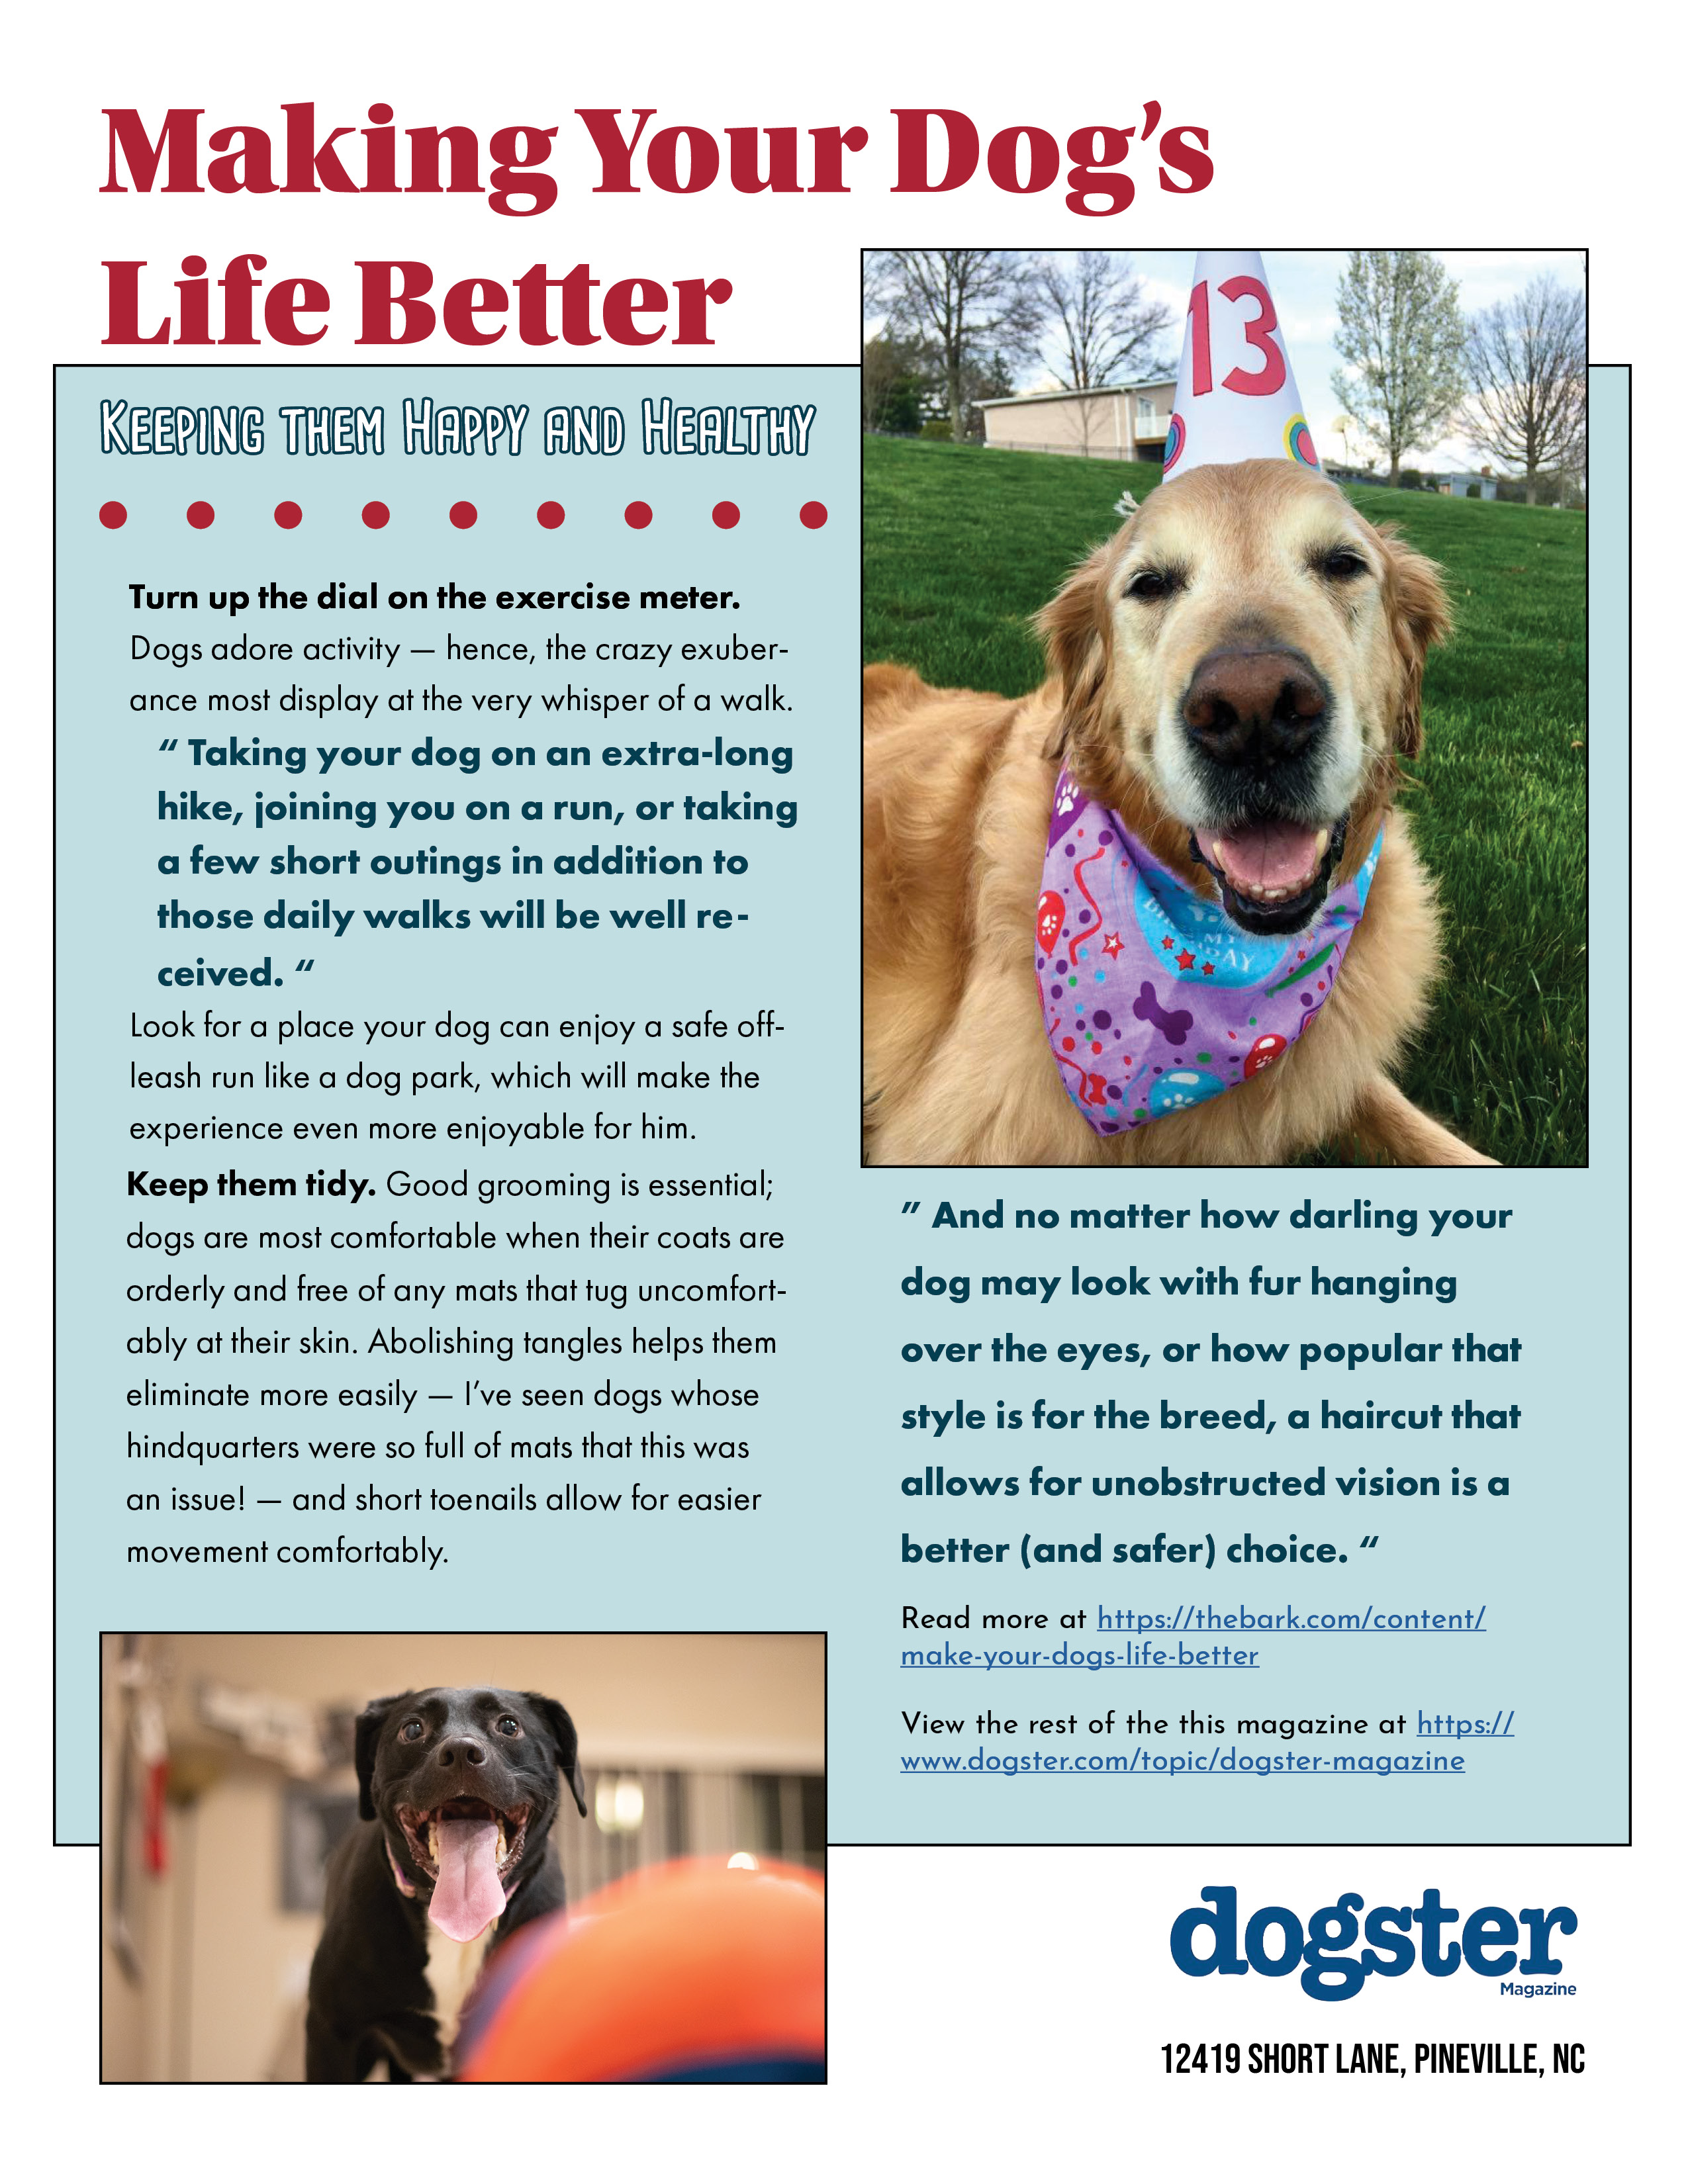 Making Your Dog’s
Life Better
Keeping them Happy and Healthy
13
Turn up the dial on the exercise meter.
Dogs adore activity — hence, the crazy exuber-
ance most display at the very whisper of a walk.
“ Taking your dog on an extra-long
hike, joining you on a run, or taking
a few short outings in addition to
those daily walks will be well re-
ceived. “
Look for a place your dog can enjoy a safe off-
leash run like a dog park, which will make the
experience even more enjoyable for him.
Keep them tidy. Good grooming is essential;
dogs are most comfortable when their coats are
orderly and free of any mats that tug uncomfort-
ably at their skin. Abolishing tangles helps them
eliminate more easily — I’ve seen dogs whose
hindquarters were so full of mats that this was
an issue! — and short toenails allow for easier
movement comfortably.
” And no matter how darling your
dog may look with fur hanging
over the eyes, or how popular that
style is for the breed, a haircut that
allows for unobstructed vision is a
better (and safer) choice. “
Read more at https://thebark.com/content/
make-your-dogs-life-better
View the rest of the this magazine at https://
www.dogster.com/topic/dogster-magazine
dogster
Magazine
12419 SHORT LANE, PINEVILLE, NC